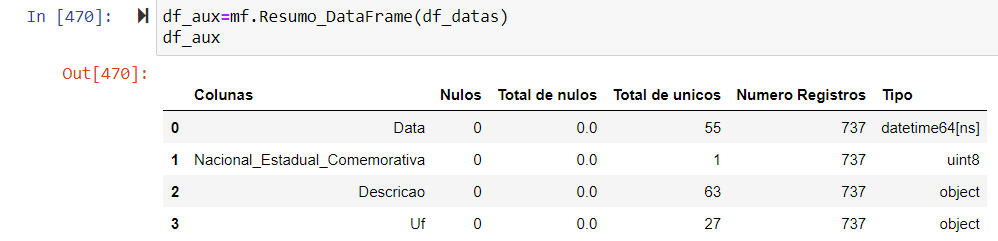 In [470]: df_aux=mf.Resumo_DataFrame(df_datas)
df_aux
Out[470]:
Colunas Nulos Total de nulos Total de unicos Numero Registros Tipo
0 Data 0 0.0 55 737 datetime64[ns]
1 Nacional_Estadual_Comemorativa 0 0.0 1 737 uint8
2 Descricao 0 0.0 63 737 object
3 Uf 0 0.0 27 737 object